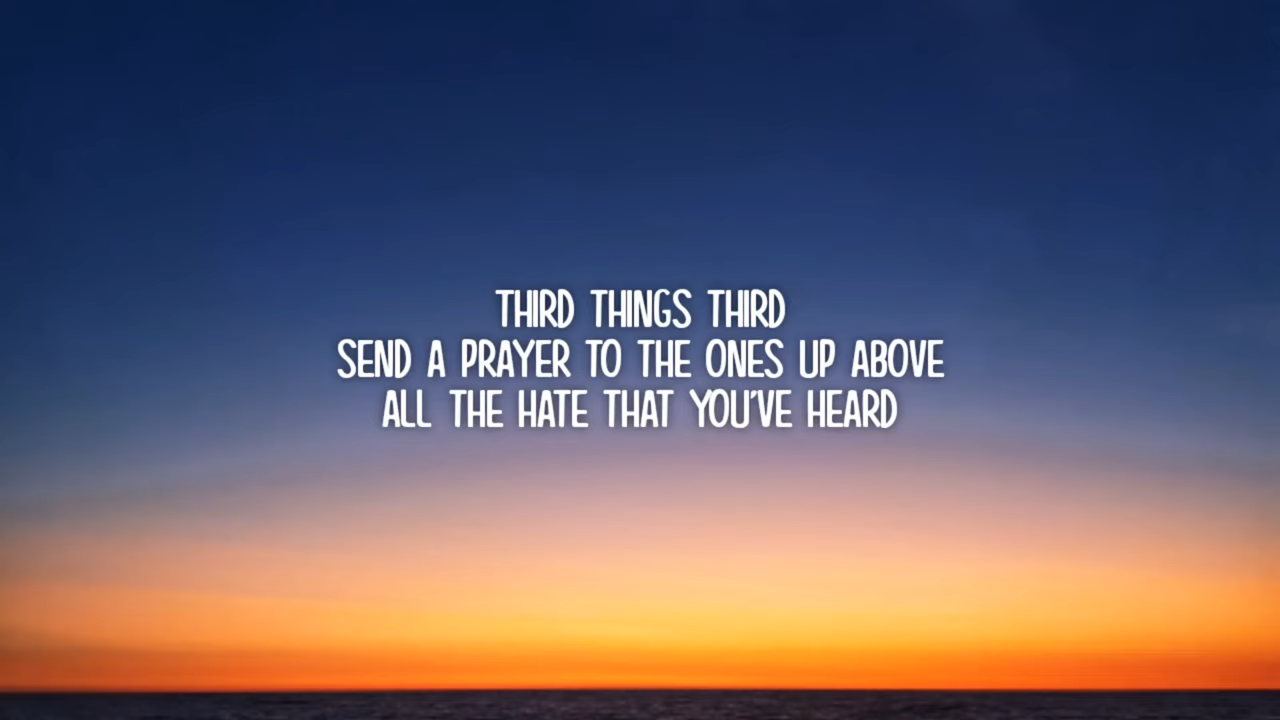 THIRD THINGS THIRD
SEND A PRAYER TO THE ONES UP ABOVE
ALL THE HATE THAT YOU'VE HEARD